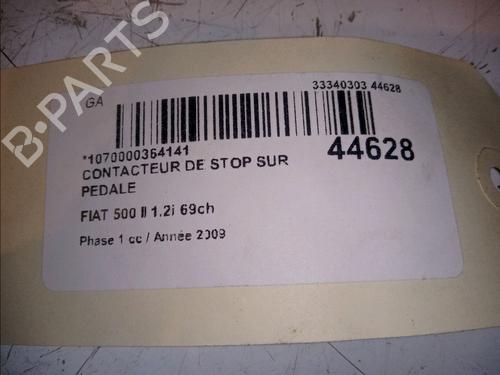 GA
33340303 44628
*1070000364141
44628
CONTACTEUR DE STOP SUR
PEDALE
FIAT 500 II 1.2i 69ch
Phase 1 cc / Année 2009
B-PARTS